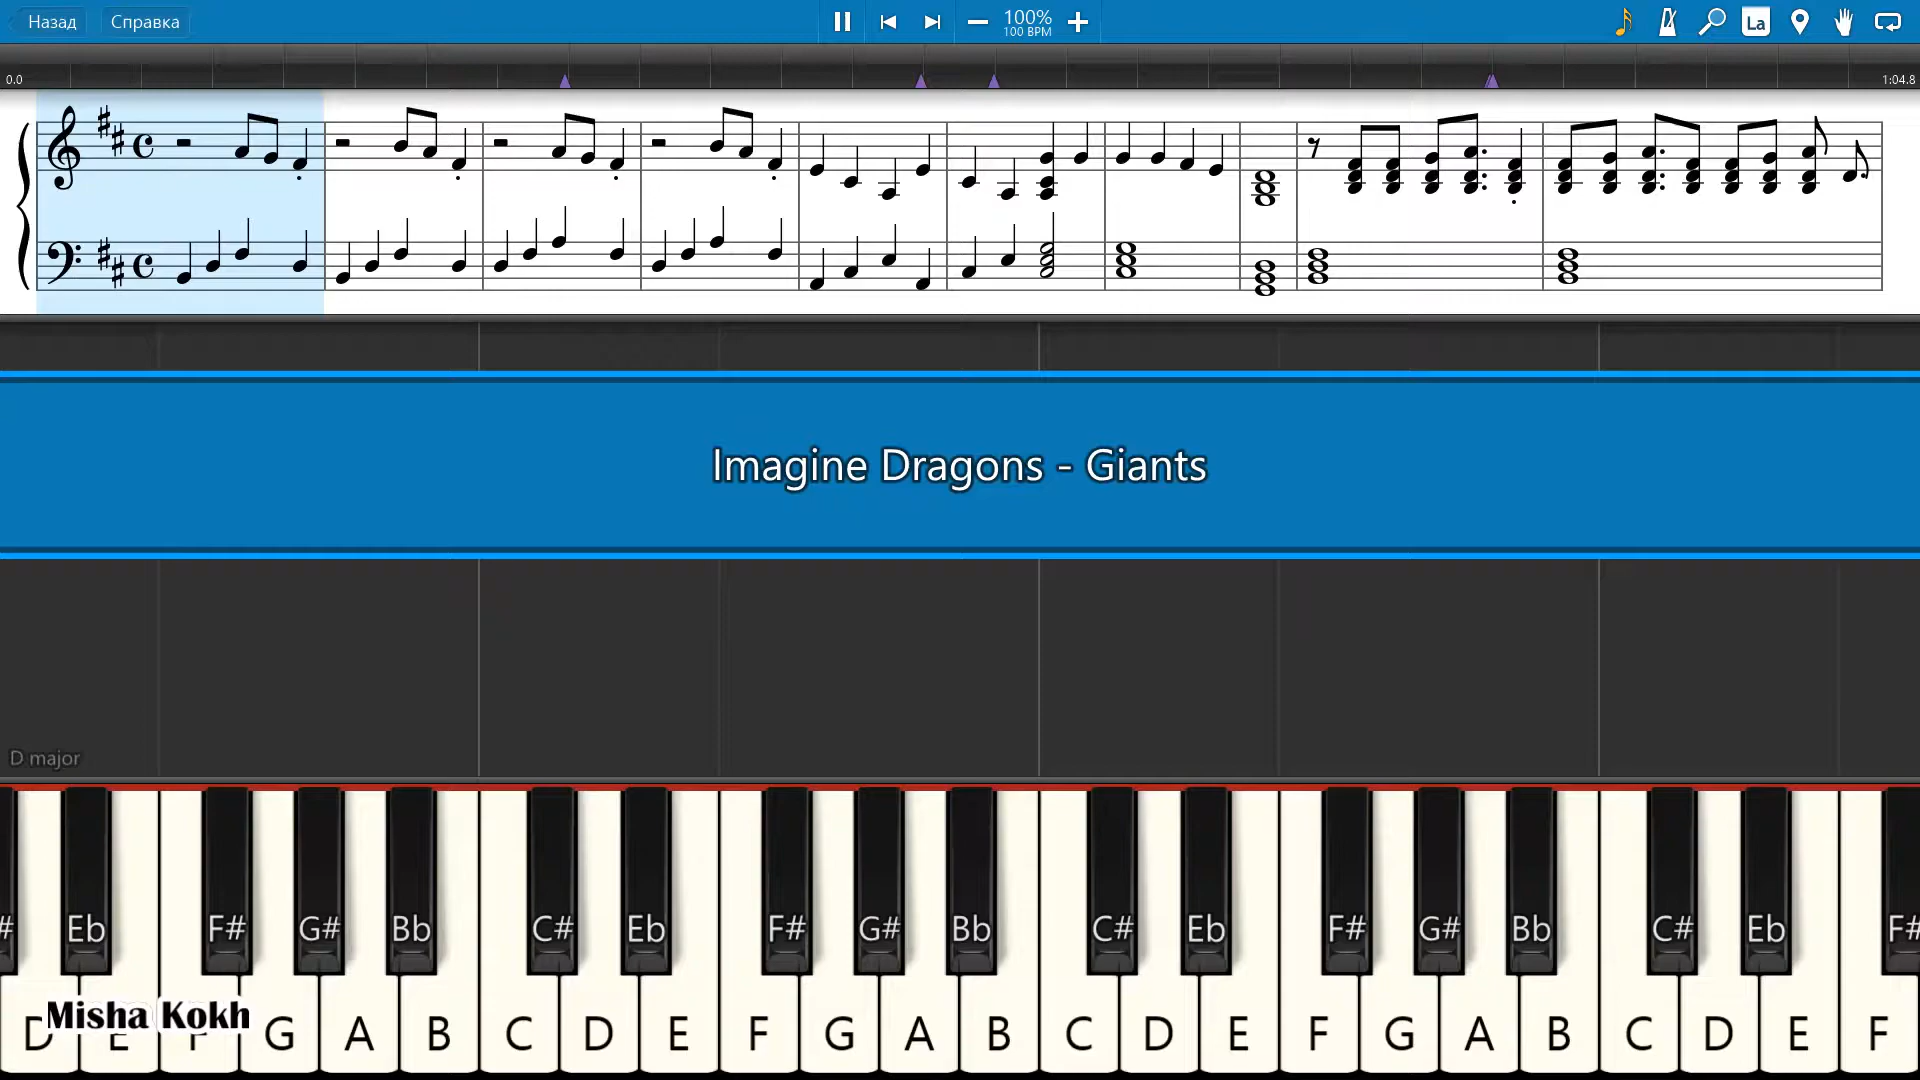 Назад Справка 100% La
100 BPM
0.0 1:04.8
Imagine Dragons - Giants
D major
# Eb F# G# Bb C# Eb F# G# Bb C# Eb F# G# Bb C# Eb F#
Misha Kokh
D E F G A B C D E F G A B C D E F G A B C D E F